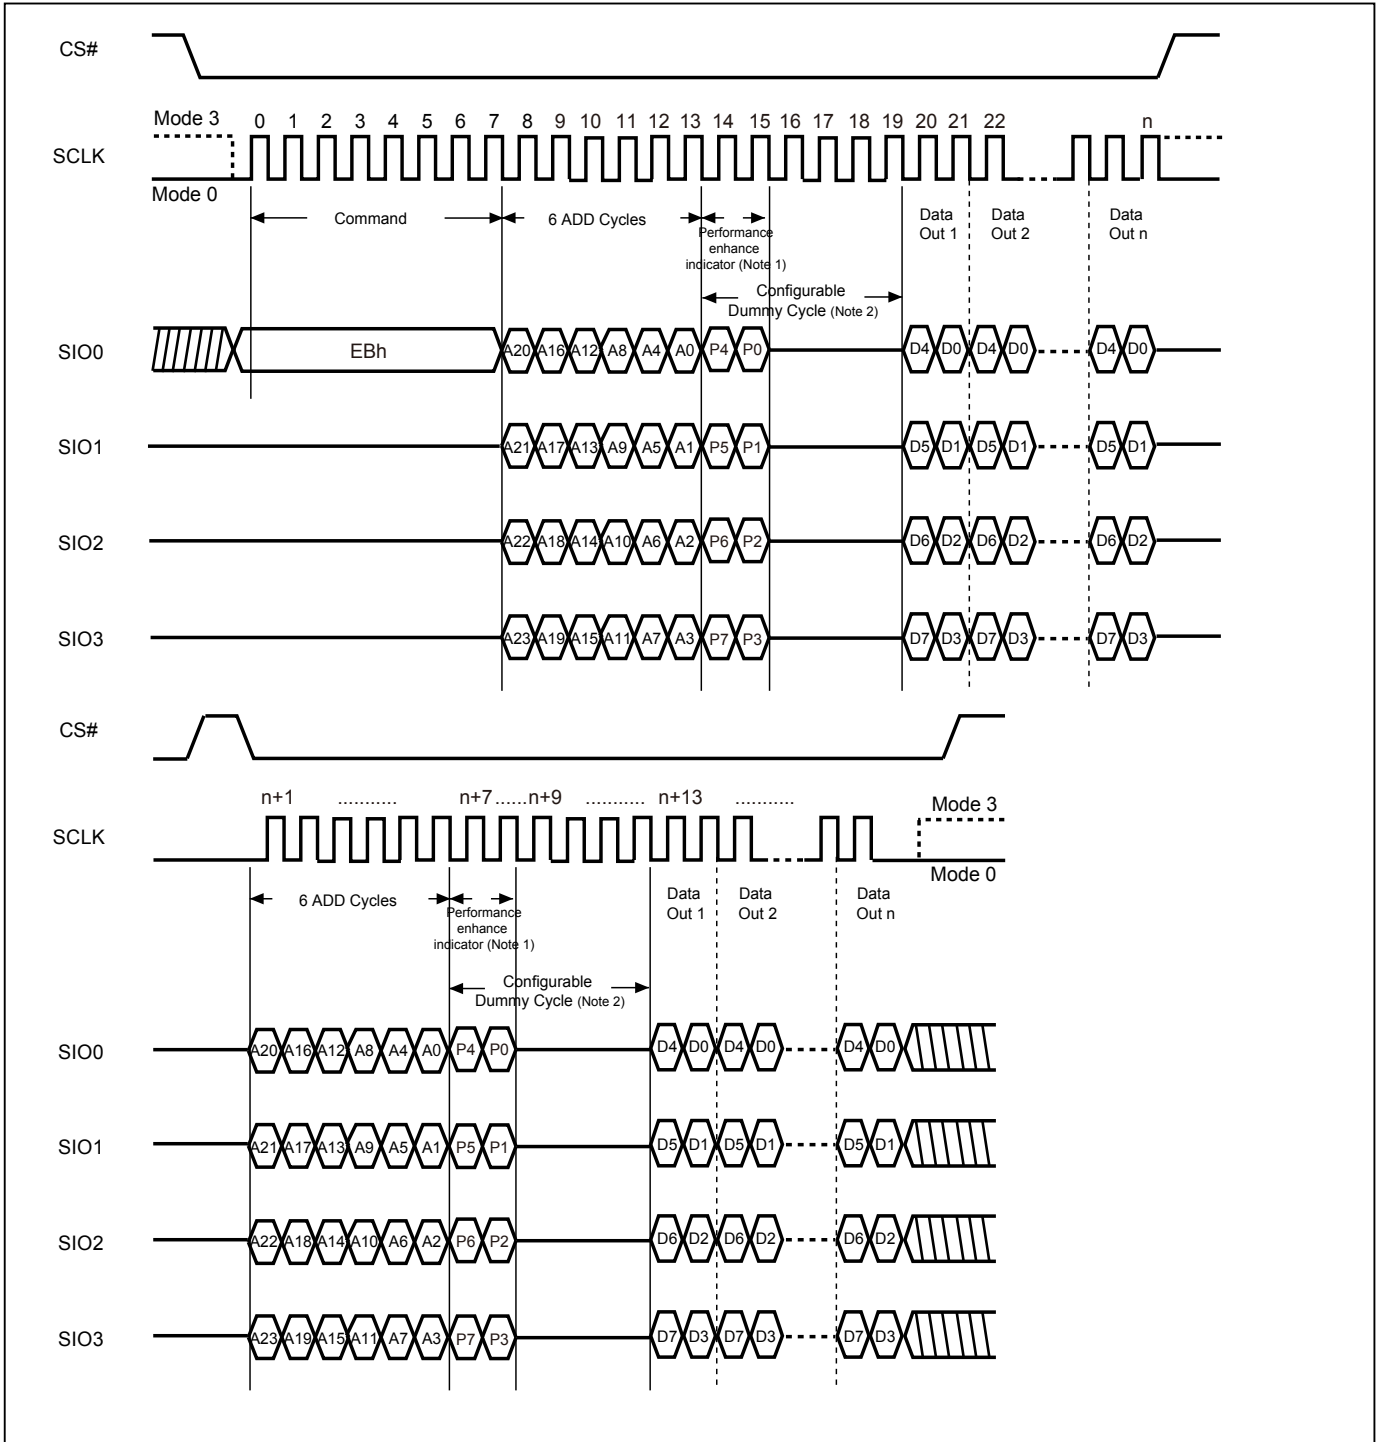 CS#
Mode 3
0 1 2 3 4 5 6 7 8 9 10 11 12 13 14 15 16 17 18 19 20 21 22 n
SCLK
Mode 0
Command
6 ADD Cycles
Performance
enhance
indicator (Note 1)
Data
Out 1
Data
Out 2
Data
Out n
Configurable
Dummy Cycle (Note 2)
SIO0 EBh A20 A16 A12 A8 A4 A0 P4 P0 D4 D0 D4 D0 D4 D0
SIO1 A21 A17 A13 A9 A5 A1 P5 P1 D5 D1 D5 D1 D5 D1
SIO2 A22 A18 A14 A10 A6 A2 P6 P2 D6 D2 D6 D2 D6 D2
SIO3 A23 A19 A15 A11 A7 A3 P7 P3 D7 D3 D7 D3 D7 D3
CS#
n+1 ........... n+7 ......n+9 ........... n+13 ...........
Mode 3
SCLK
Mode 0
6 ADD Cycles
Performance
enhance
indicator (Note 1)
Data
Out 1
Data
Out 2
Data
Out n
Configurable
Dummy Cycle (Note 2)
SIO0 A20 A16 A12 A8 A4 A0 P4 P0 D4 D0 D4 D0 D4 D0
SIO1 A21 A17 A13 A9 A5 A1 P5 P1 D5 D1 D5 D1 D5 D1
SIO2 A22 A18 A14 A10 A6 A2 P6 P2 D6 D2 D6 D2 D6 D2
SIO3 A23 A19 A15 A11 A7 A3 P7 P3 D7 D3 D7 D3 D7 D3